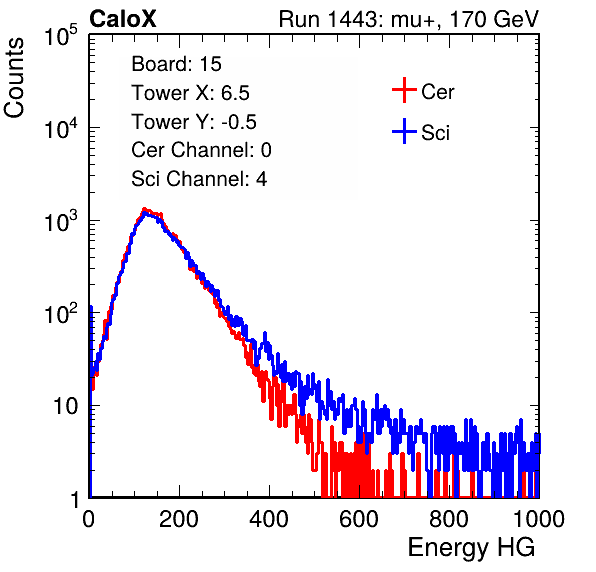 CaloX Run 1443: mu+, 170 GeV
Board: 15
Tower X: 6.5
Tower Y: -0.5
Cer Channel: 0
Sci Channel: 4
Cer
Sci
Counts
10^5
10^4
10^3
10^2
10
1
0 200 400 600 800 1000
Energy HG